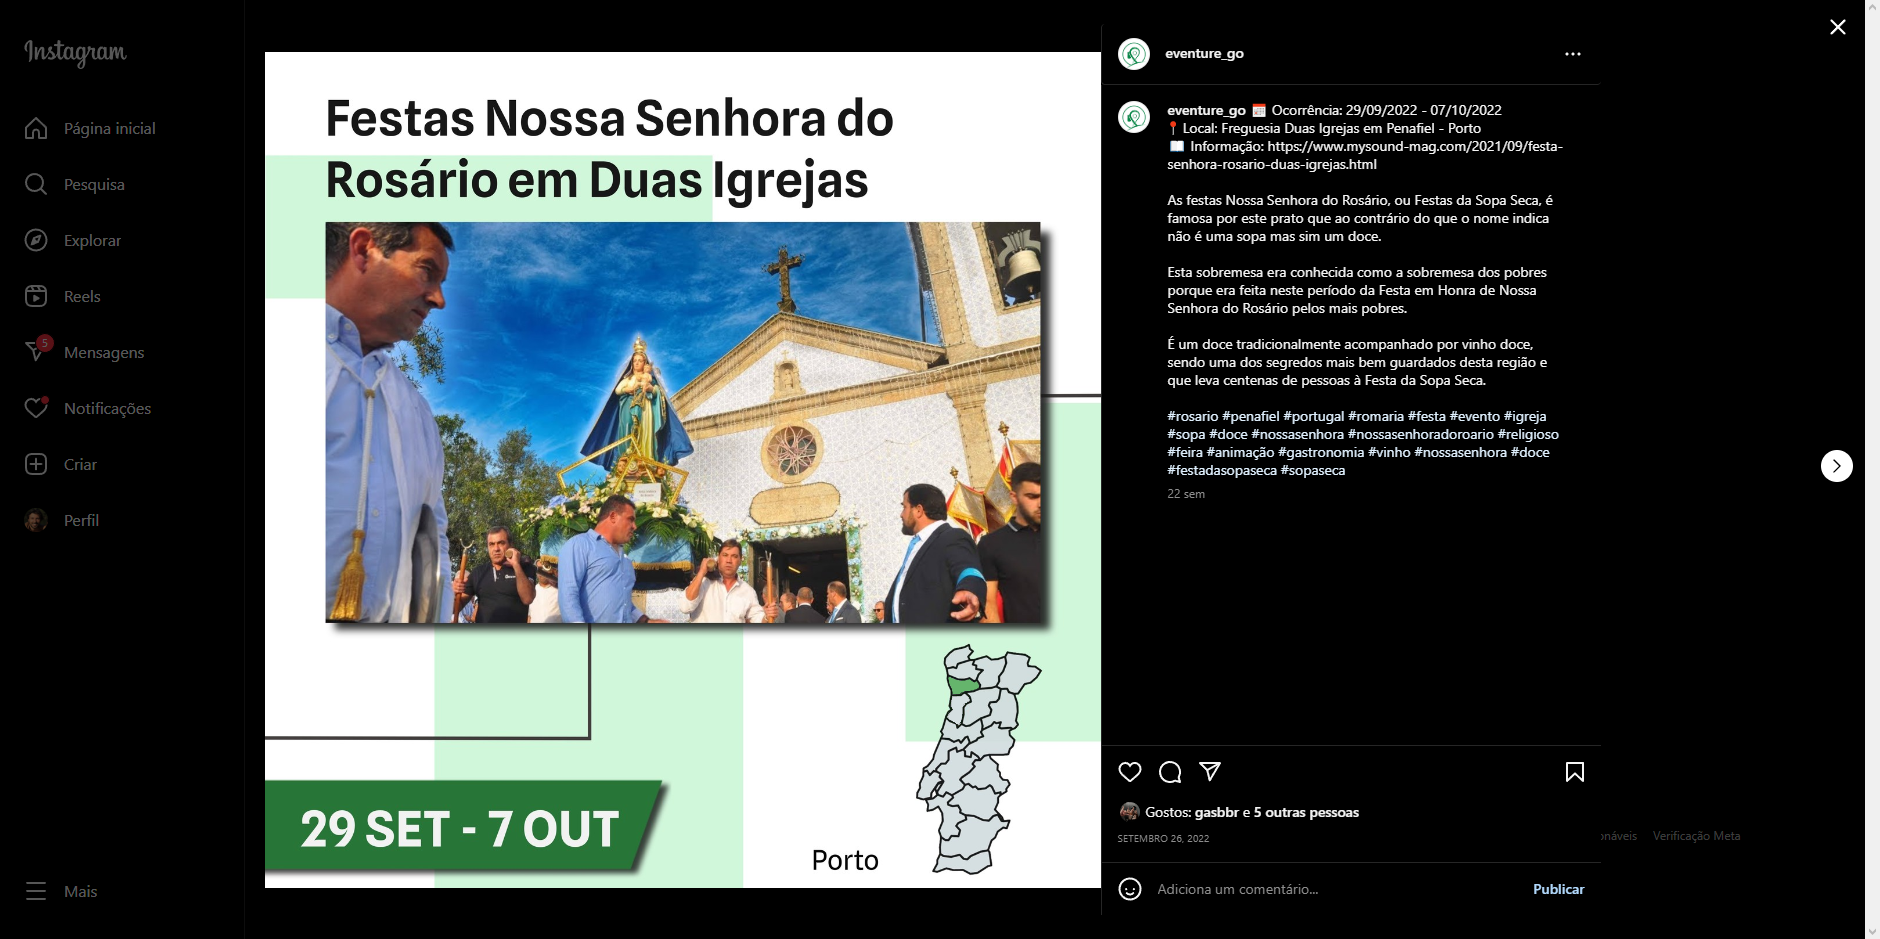 Instagram
Página inicial
Pesquisa
Explorar
Reels
5
Mensagens
Notificações
Criar
Perfil
Mais
Festas Nossa Senhora do
Rosário em Duas Igrejas
29 SET - 7 OUT
Porto
eventure_go
eventure_go 📅 Ocorrência: 29/09/2022 - 07/10/2022
📍Local: Freguesia Duas Igrejas em Penafiel - Porto
📖 Informação: https://www.mysound-mag.com/2021/09/festa-
senhora-rosario-duas-igrejas.html
As festas Nossa Senhora do Rosário, ou Festas da Sopa Seca, é
famosa por este prato que ao contrário do que o nome indica
não é uma sopa mas sim um doce.
Esta sobremesa era conhecida como a sobremesa dos pobres
porque era feita neste período da Festa em Honra de Nossa
Senhora do Rosário pelos mais pobres.
É um doce tradicionalmente acompanhado por vinho doce,
sendo uma dos segredos mais bem guardados desta região e
que leva centenas de pessoas à Festa da Sopa Seca.
#rosario #penafiel #portugal #romaria #festa #evento #igreja
#sopa #doce #nossasenhora #nossasenhoradoroario #religioso
#feira #animação #gastronomia #vinho #nossasenhora #doce
#festadasopaseca #sopaseca
22 sem
Gostos: gasbbr e 5 outras pessoas
SETEMBRO 26, 2022
Adiciona um comentário...
Publicar
onáveis
Verificação Meta